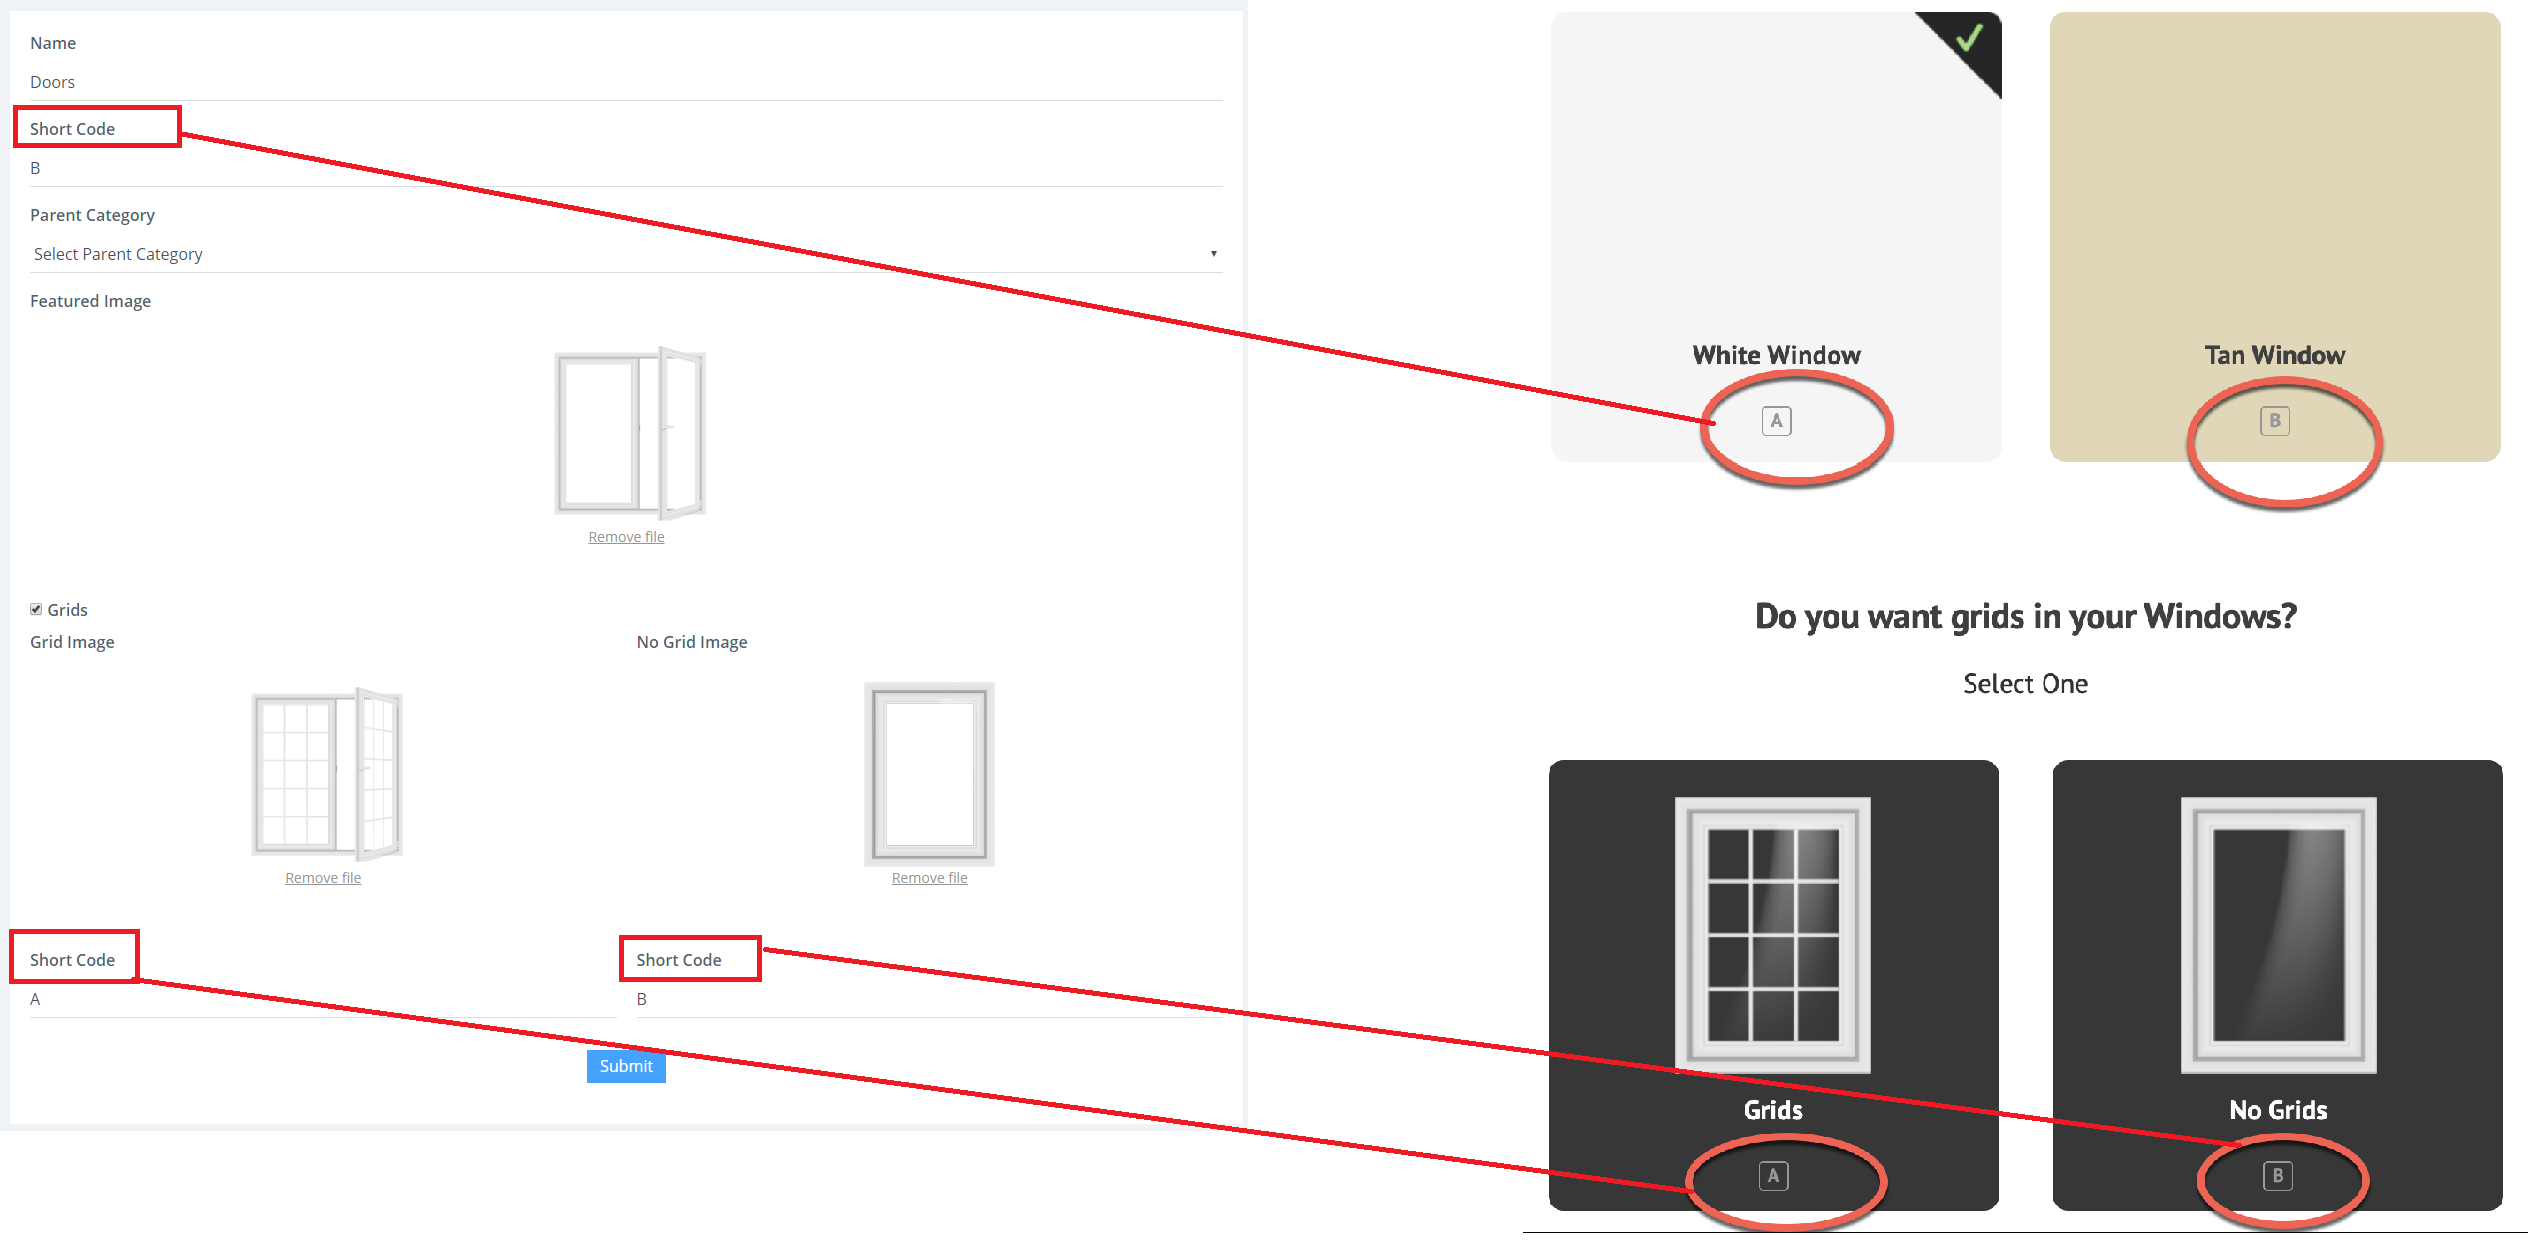 Name
Doors
Short Code
B
Parent Category
Select Parent Category
Featured Image
Remove file
Grids
Grid Image
No Grid Image
Remove file
Remove file
Short Code
Short Code
A
B
Submit
White Window
A
Tan Window
B
Do you want grids in your Windows?
Select One
Grids
A
No Grids
B